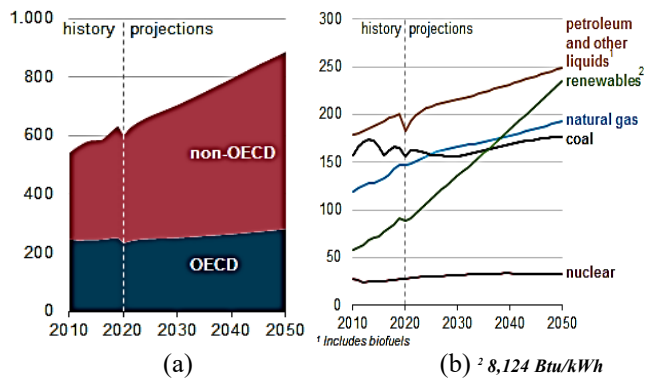 1.000
800
600
400
200
0
history
projections
non-OECD
OECD
2010 2020 2030 2040 2050
(a)
300
250
200
150
100
50
0
history
projections
petroleum
and other
liquids¹
renewables²
natural gas
coal
nuclear
2010 2020 2030 2040 2050
¹ Includes biofuels
(b) ² 8,124 Btu/kWh